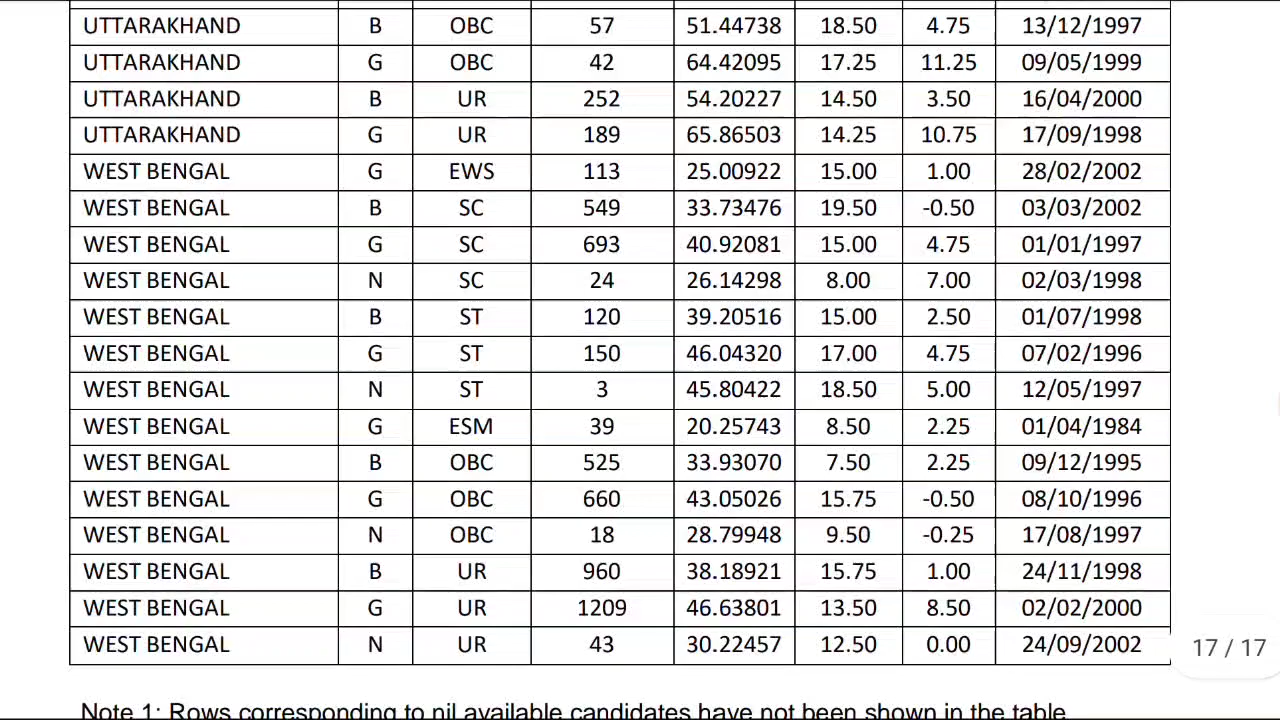 UTTARAKHAND B OBC 57 51.44738 18.50 4.75 13/12/1997
UTTARAKHAND G OBC 42 64.42095 17.25 11.25 09/05/1999
UTTARAKHAND B UR 252 54.20227 14.50 3.50 16/04/2000
UTTARAKHAND G UR 189 65.86503 14.25 10.75 17/09/1998
WEST BENGAL G EWS 113 25.00922 15.00 1.00 28/02/2002
WEST BENGAL B SC 549 33.73476 19.50 -0.50 03/03/2002
WEST BENGAL G SC 693 40.92081 15.00 4.75 01/01/1997
WEST BENGAL N SC 24 26.14298 8.00 7.00 02/03/1998
WEST BENGAL B ST 120 39.20516 15.00 2.50 01/07/1998
WEST BENGAL G ST 150 46.04320 17.00 4.75 07/02/1996
WEST BENGAL N ST 3 45.80422 18.50 5.00 12/05/1997
WEST BENGAL G ESM 39 20.25743 8.50 2.25 01/04/1984
WEST BENGAL B OBC 525 33.93070 7.50 2.25 09/12/1995
WEST BENGAL G OBC 660 43.05026 15.75 -0.50 08/10/1996
WEST BENGAL N OBC 18 28.79948 9.50 -0.25 17/08/1997
WEST BENGAL B UR 960 38.18921 15.75 1.00 24/11/1998
WEST BENGAL G UR 1209 46.63801 13.50 8.50 02/02/2000
WEST BENGAL N UR 43 30.22457 12.50 0.00 24/09/2002
17 / 17
Note 1: Rows corresponding to nil available candidates have not been shown in the table